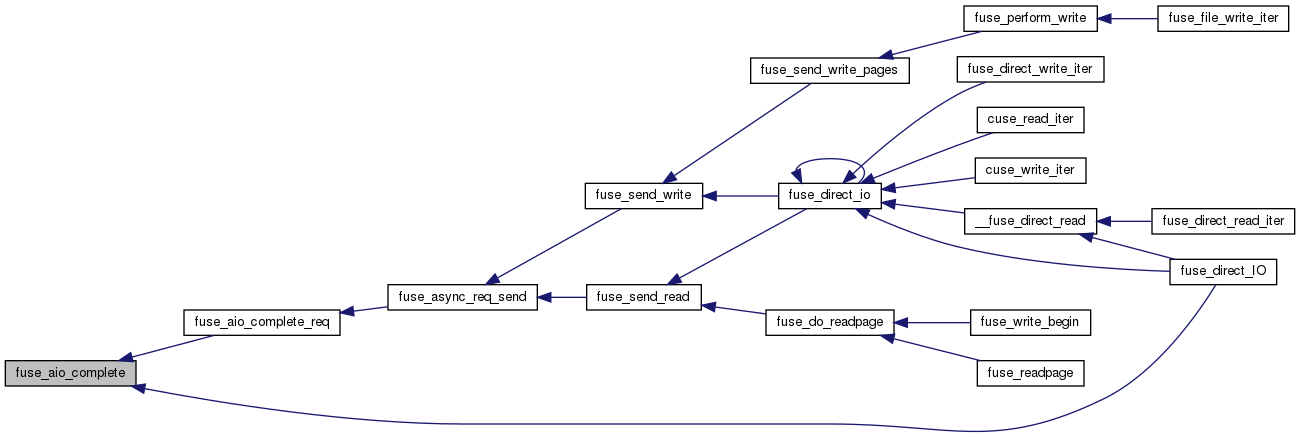 fuse_perform_write
fuse_file_write_iter
fuse_send_write_pages
fuse_direct_write_iter
cuse_read_iter
cuse_write_iter
fuse_send_write
fuse_direct_io
__fuse_direct_read
fuse_direct_read_iter
fuse_direct_IO
fuse_async_req_send
fuse_send_read
fuse_aio_complete_req
fuse_do_readpage
fuse_write_begin
fuse_aio_complete
fuse_readpage